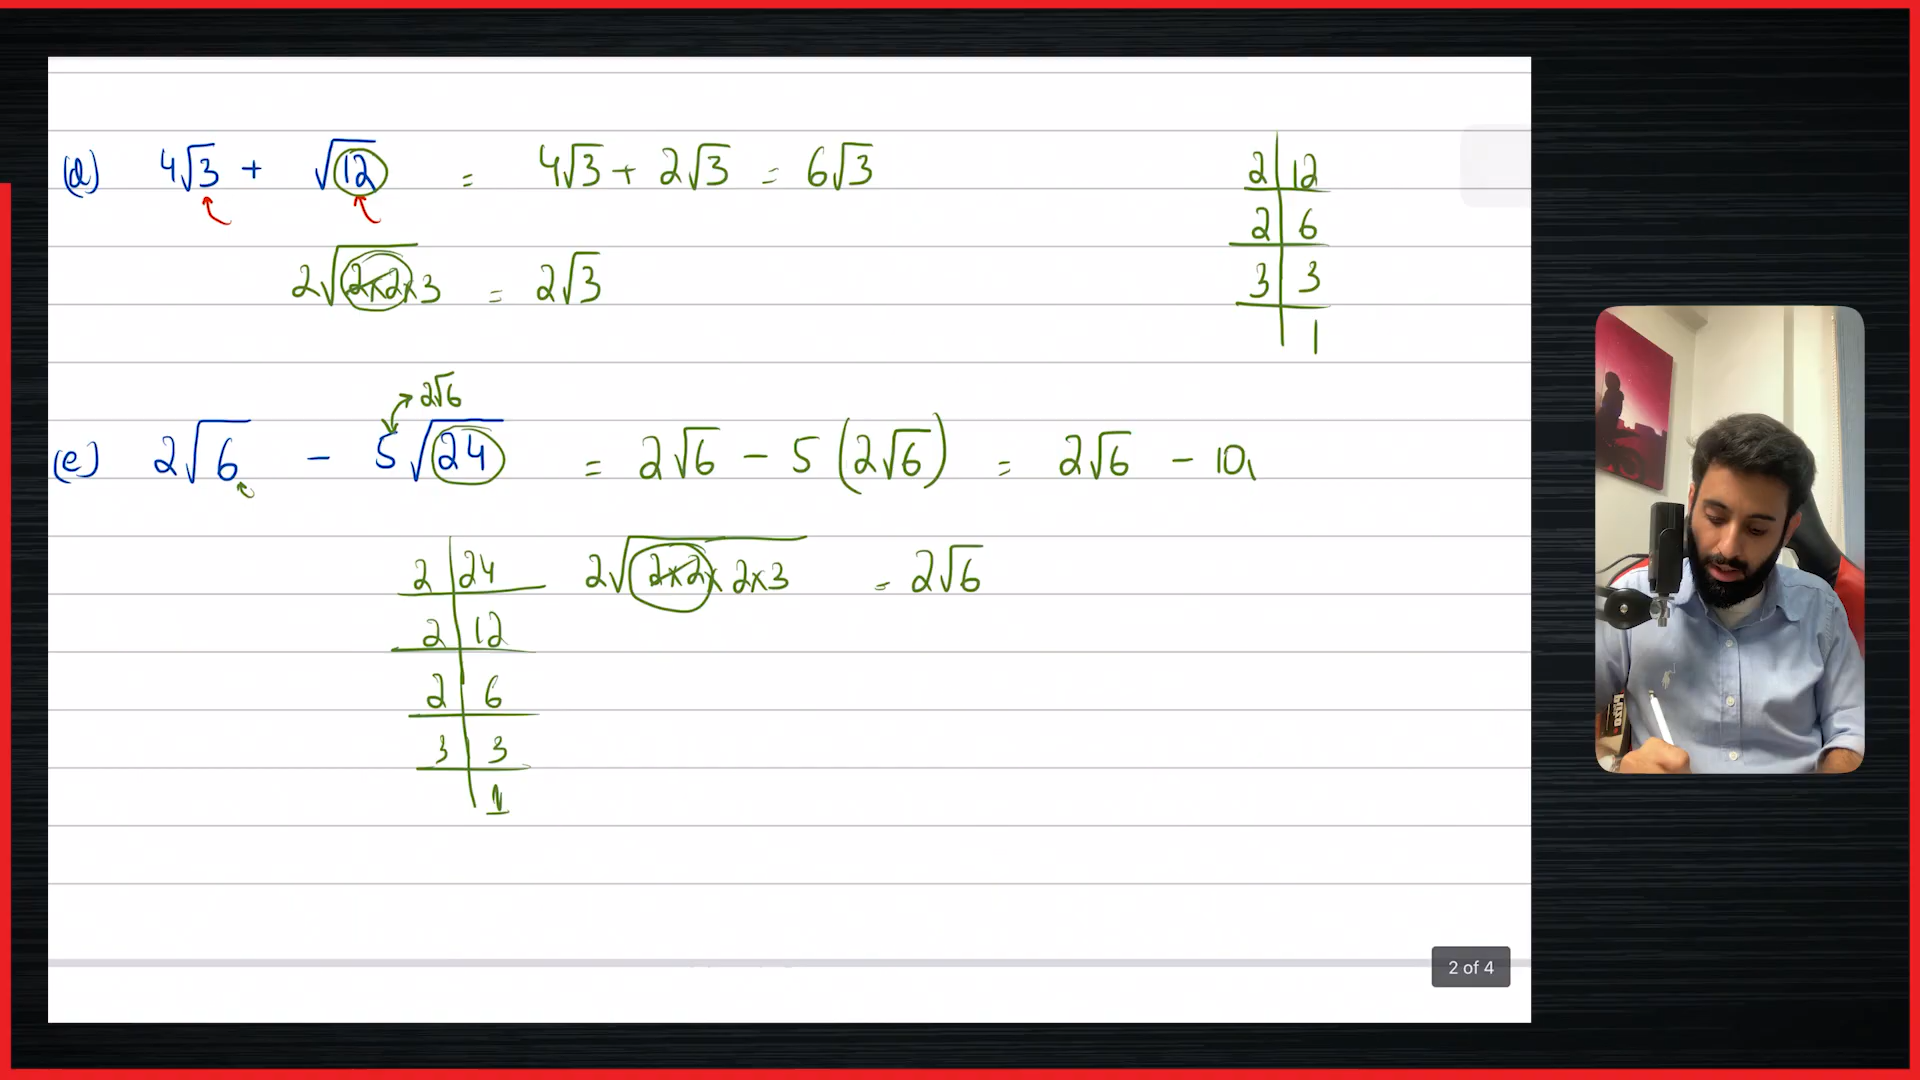 (d) 4√3 + √12 = 4√3 + 2√3 = 6√3
2√2×2×3 = 2√3
2 | 12
2 | 6
3 | 3
1
2√6
(e) 2√6 - 5√24 = 2√6 - 5 (2√6) = 2√6 - 10
2√2×2×2×3 = 2√6
2 | 24
2 | 12
2 | 6
3 | 3
1
2 of 4